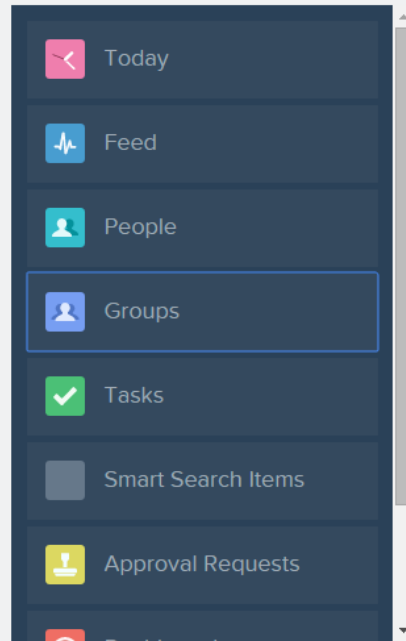 Today
Feed
People
Groups
Tasks
Smart Search Items
Approval Requests